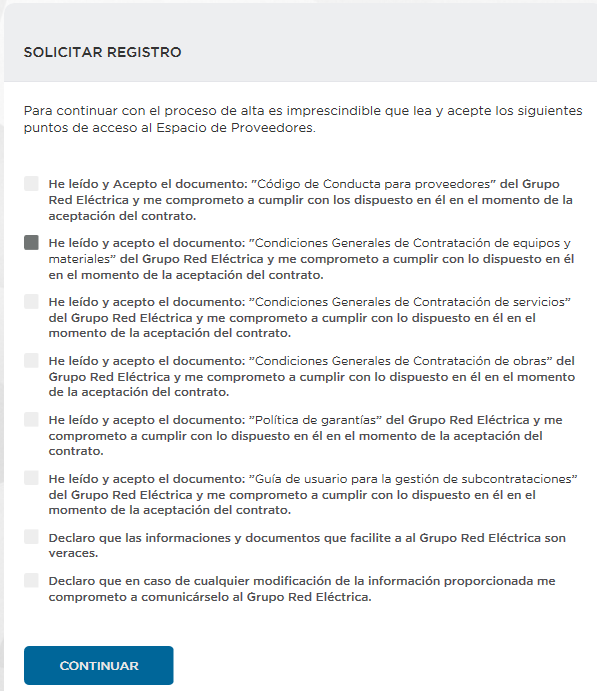 SOLICITAR REGISTRO
Para continuar con el proceso de alta es imprescindible que lea y acepte los siguientes
puntos de acceso al Espacio de Proveedores.
He leído y Acepto el documento: "Código de Conducta para proveedores" del Grupo
Red Eléctrica y me comprometo a cumplir con los dispuesto en él en el momento de la
aceptación del contrato.
He leído y acepto el documento: "Condiciones Generales de Contratación de equipos y
materiales” del Grupo Red Eléctrica y me comprometo a cumplir con lo dispuesto en él
en el momento de la aceptación del contrato.
He leído y acepto el documento: "Condiciones Generales de Contratación de servicios”
del Grupo Red Eléctrica y me comprometo a cumplir con lo dispuesto en él en el
momento de la aceptación del contrato.
He leído y acepto el documento: ”Condiciones Generales de Contratación de obras” del
Grupo Red Eléctrica y me comprometo a cumplir con lo dispuesto en él en el momento
de la aceptación del contrato.
He leído y acepto el documento: ”Política de garantías” del Grupo Red Eléctrica y me
comprometo a cumplir con lo dispuesto en él en el momento de la aceptación del
contrato.
He leído y acepto el documento: ”Guía de usuario para la gestión de subcontrataciones”
del Grupo Red Eléctrica y me comprometo a cumplir con lo dispuesto en él en el
momento de la aceptación del contrato.
Declaro que las informaciones y documentos que facilite a al Grupo Red Eléctrica son
veraces.
Declaro que en caso de cualquier modificación de la información proporcionada me
comprometo a comunicárselo al Grupo Red Eléctrica.
CONTINUAR